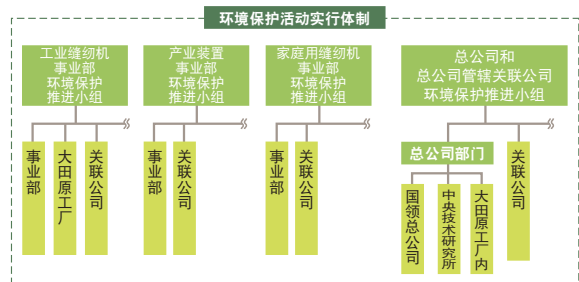 环境保护活动实行体制
工业缝纫机
事业部
环境保护
推进小组
产业装置
事业部
环境保护
推进小组
家庭用缝纫机
事业部
环境保护
推进小组
总公司和
总公司管辖关联公司
环境保护推进小组
事业部
大田原工厂
关联公司
事业部
关联公司
事业部
关联公司
总公司部门
关联公司
国领总公司
中央技术研究所
大田原工厂内